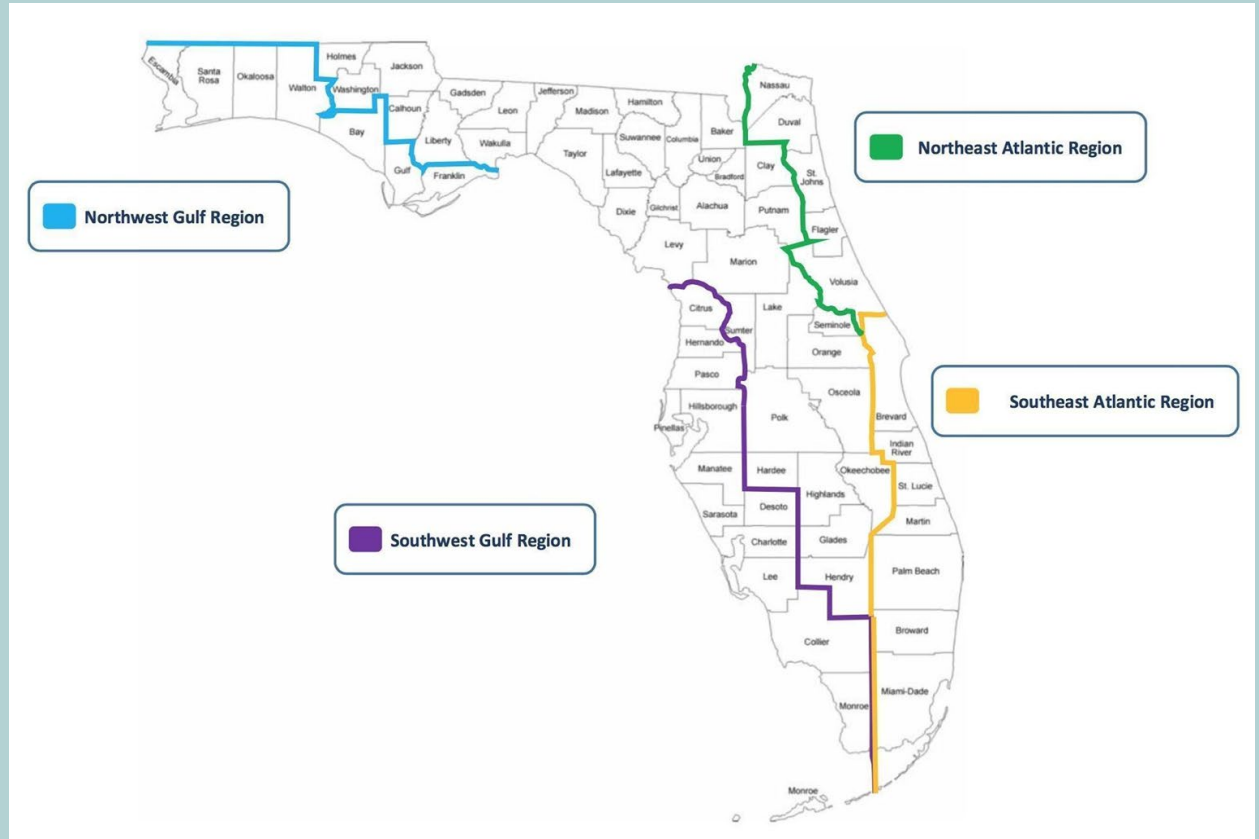 Escambia
Santa
Rosa
Okaloosa
Walton
Holmes
Washington
Jackson
Bay
Calhoun
Gulf
Liberty
Franklin
Gadsden
Leon
Wakulla
Jefferson
Madison
Taylor
Hamilton
Suwannee
Lafayette
Dixie
Columbia
Gilchrist
Baker
Union
Bradford
Alachua
Levy
Nassau
Duval
Clay
St.
Johns
Putnam
Flagler
Marion
Volusia
Northeast Atlantic Region
Northwest Gulf Region
Citrus
Sumter
Lake
Hernando
Pasco
Seminole
Orange
Osceola
Hillsborough
Pinellas
Polk
Brevard
Indian
River
Southeast Atlantic Region
Manatee
Hardee
Highlands
Okeechobee
St. Lucie
Sarasota
Desoto
Martin
Charlotte
Glades
Southwest Gulf Region
Lee
Hendry
Palm Beach
Collier
Broward
Monroe
Miami-Dade
Monroe